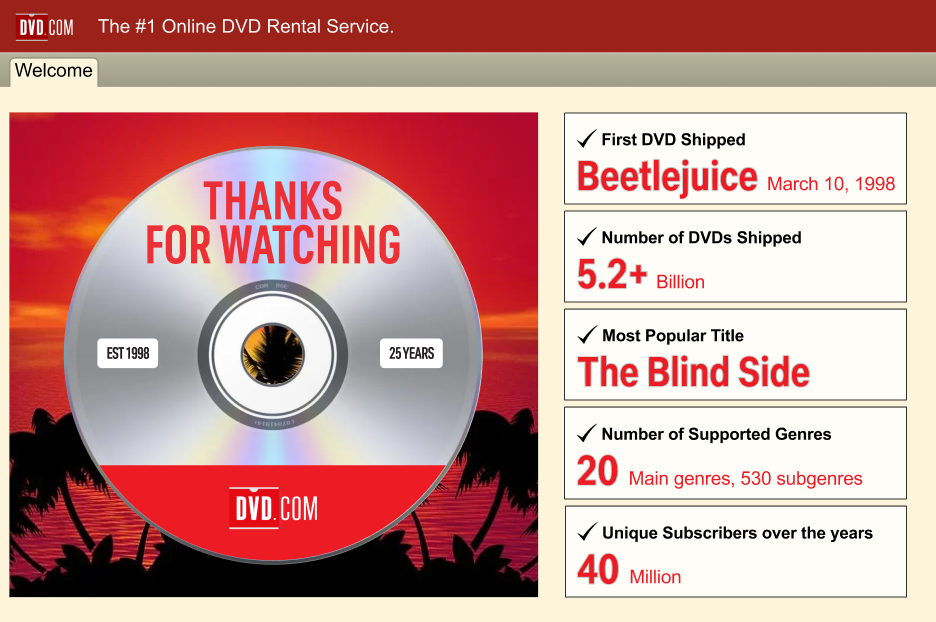 DVD.COM The #1 Online DVD Rental Service.
Welcome
THANKS
FOR WATCHING
EST 1998
25 YEARS
DVD.COM
First DVD Shipped
Beetlejuice March 10, 1998
Number of DVDs Shipped
5.2+ Billion
Most Popular Title
The Blind Side
Number of Supported Genres
20 Main genres, 530 subgenres
Unique Subscribers over the years
40 Million